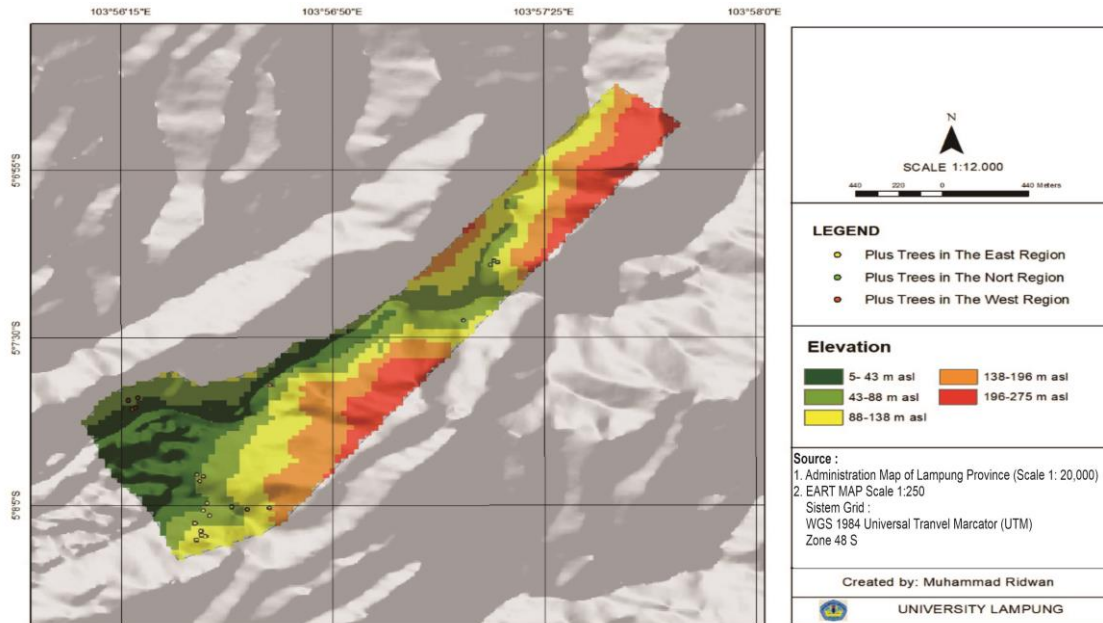 103°56'15"E 103°56'50"E 103°57'25"E 103°58'0"E
5°6'55"S
5°7'30"S
5°8'5"S
N
SCALE 1:12.000
440 220 0 440 Meters
LEGEND
Plus Trees in The East Region
Plus Trees in The Nort Region
Plus Trees in The West Region
Elevation
5- 43 m asl
43-88 m asl
88-138 m asl
138-196 m asl
196-275 m asl
Source :
1. Administration Map of Lampung Province (Scale 1: 20,000)
2. EART MAP Scale 1:250
Sistem Grid :
WGS 1984 Universal Tranvel Marcator (UTM)
Zone 48 S
Created by: Muhammad Ridwan
UNIVERSITY LAMPUNG